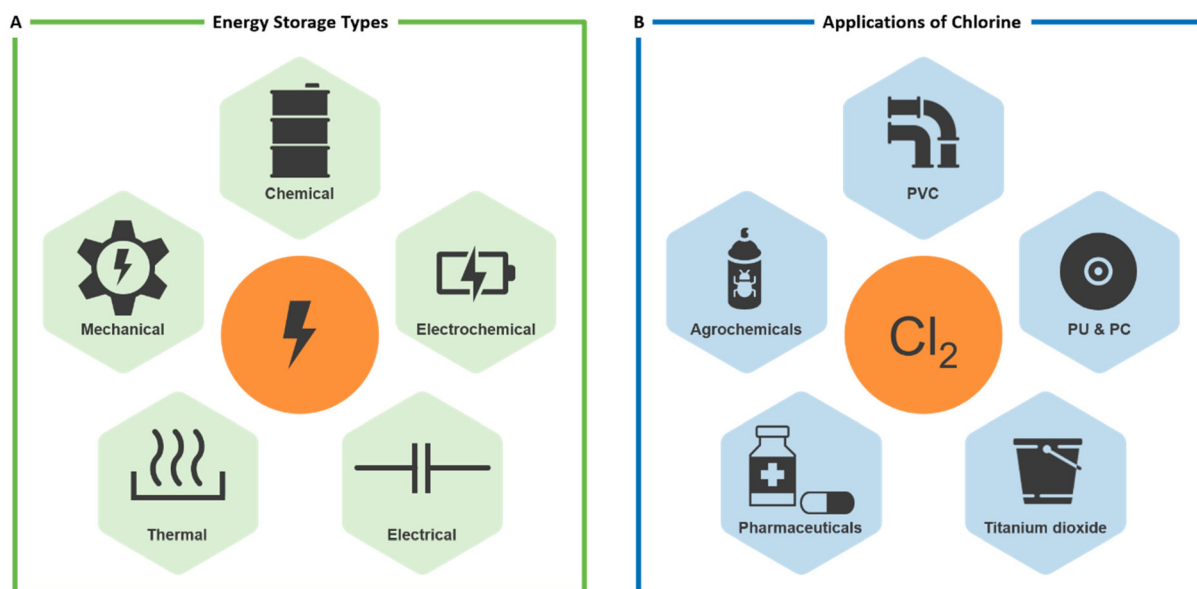 A
Energy Storage Types
Chemical
Mechanical
Electrochemical
Thermal
Electrical
B
Applications of Chlorine
PVC
Agrochemicals
PU & PC
Cl₂
Pharmaceuticals
Titanium dioxide